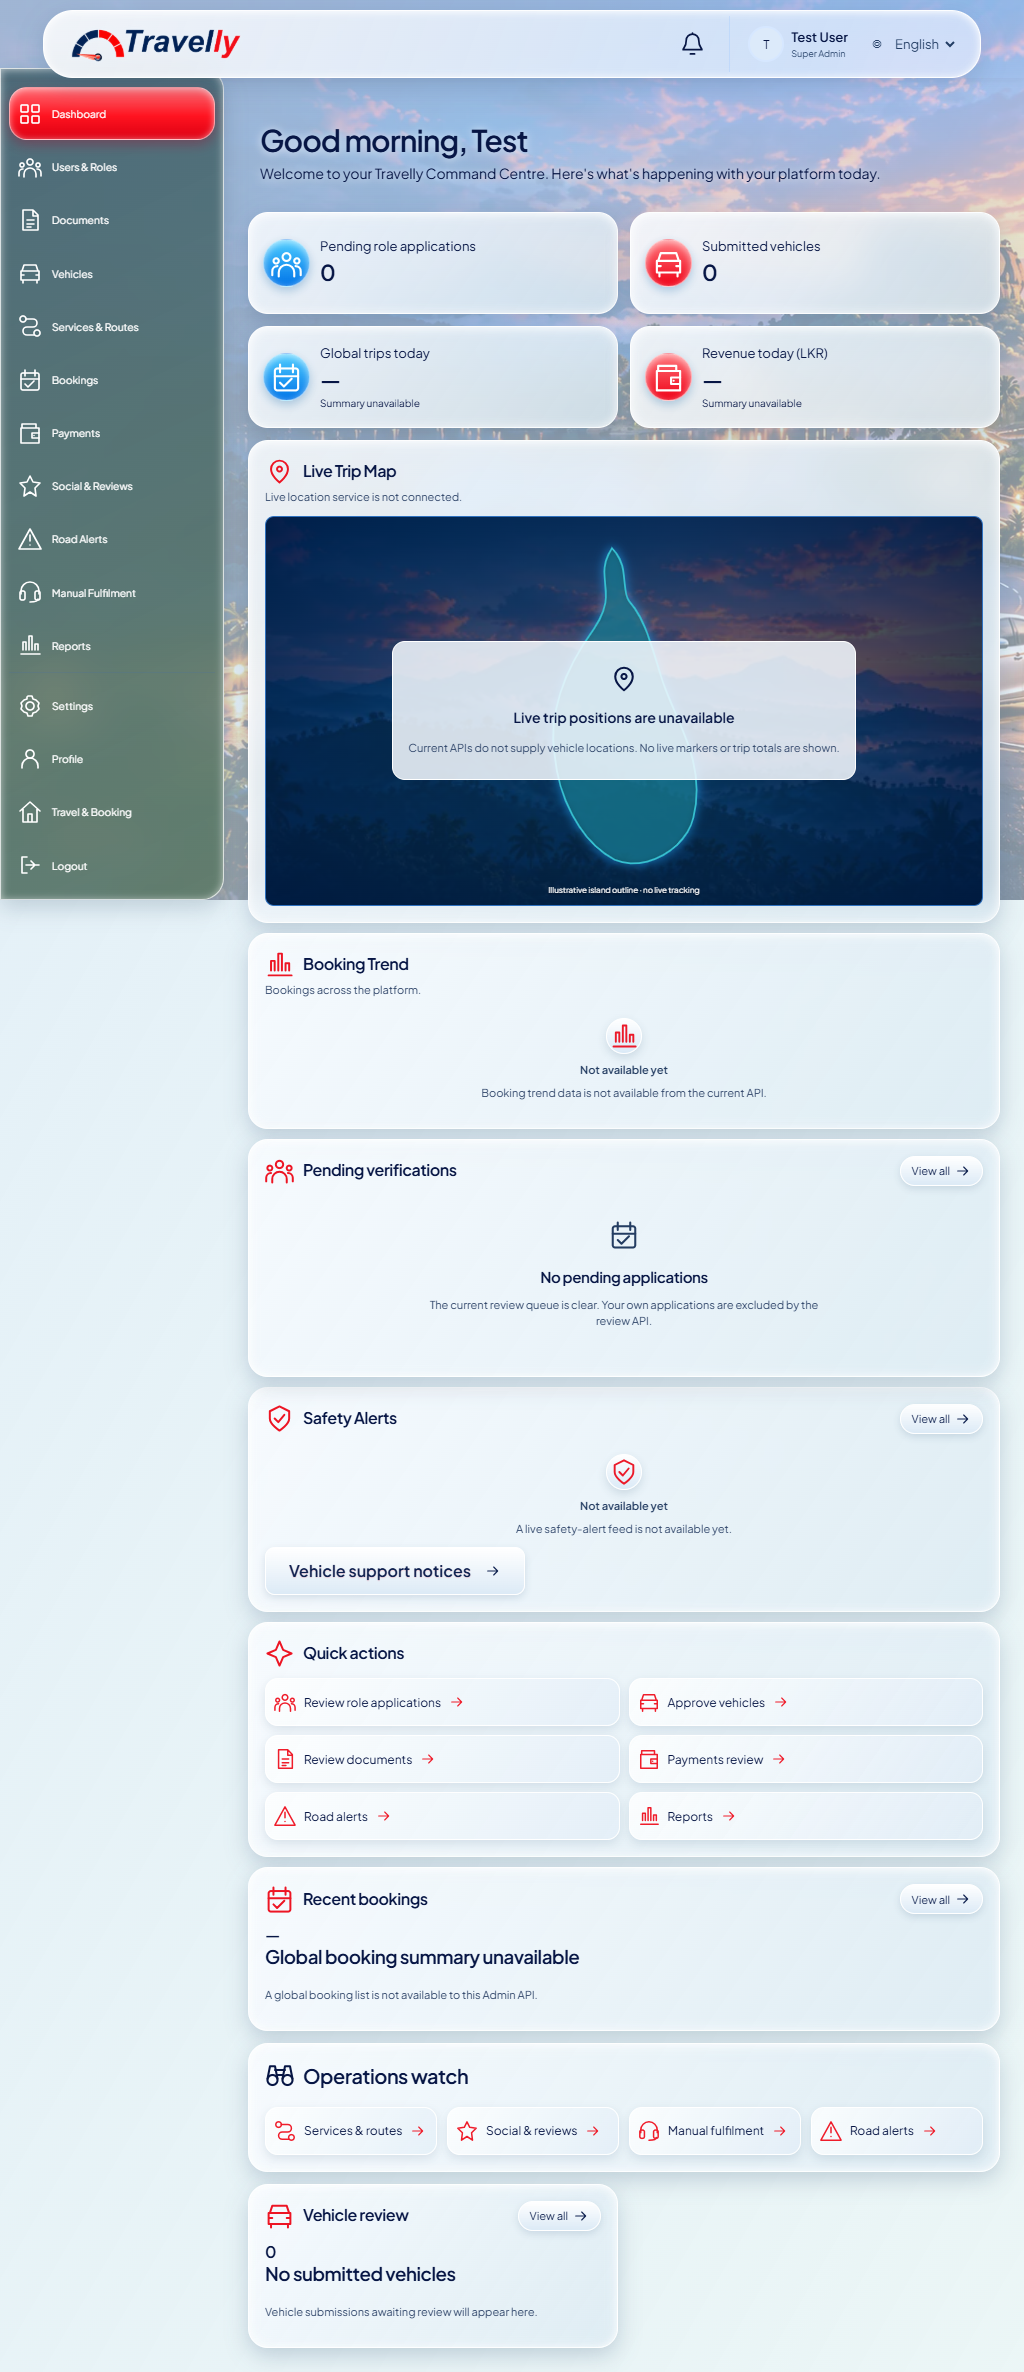 Travelly
T
Test User
Super Admin
English
Dashboard
Users & Roles
Documents
Vehicles
Services & Routes
Bookings
Payments
Social & Reviews
Road Alerts
Manual Fulfilment
Reports
Settings
Profile
Travel & Booking
Logout
Good morning, Test
Welcome to your Travelly Command Centre. Here's what's happening with your platform today.
Pending role applications
0
Submitted vehicles
0
Global trips today
—
Summary unavailable
Revenue today (LKR)
—
Summary unavailable
Live Trip Map
Live location service is not connected.
Live trip positions are unavailable
Current APIs do not supply vehicle locations. No live markers or trip totals are shown.
Illustrative island outline · no live tracking
Booking Trend
Bookings across the platform.
Not available yet
Booking trend data is not available from the current API.
Pending verifications
View all
No pending applications
The current review queue is clear. Your own applications are excluded by the
review API.
Safety Alerts
View all
Not available yet
A live safety-alert feed is not available yet.
Vehicle support notices
Quick actions
Review role applications
Approve vehicles
Review documents
Payments review
Road alerts
Reports
Recent bookings
View all
—
Global booking summary unavailable
A global booking list is not available to this Admin API.
Operations watch
Services & routes
Social & reviews
Manual fulfilment
Road alerts
Vehicle review
View all
0
No submitted vehicles
Vehicle submissions awaiting review will appear here.